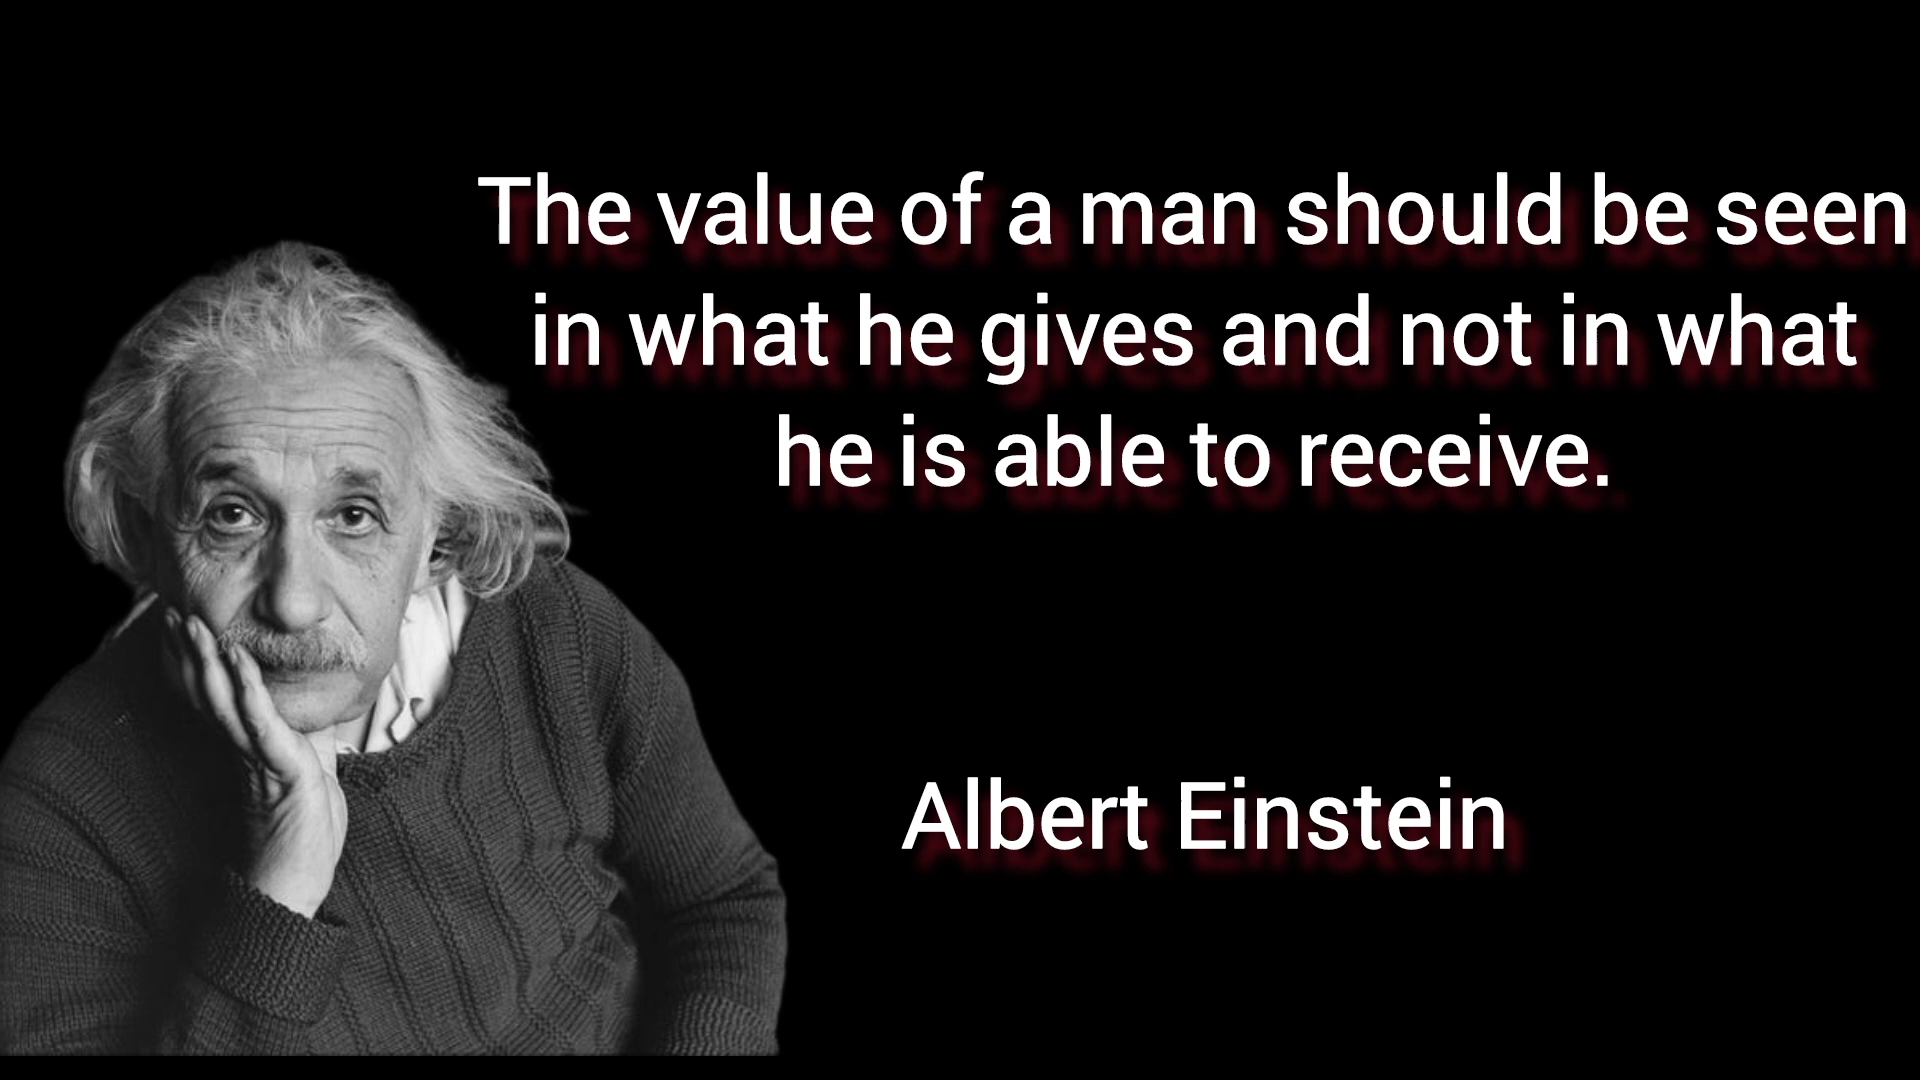 The value of a man should be seen
in what he gives and not in what
he is able to receive.
Albert Einstein